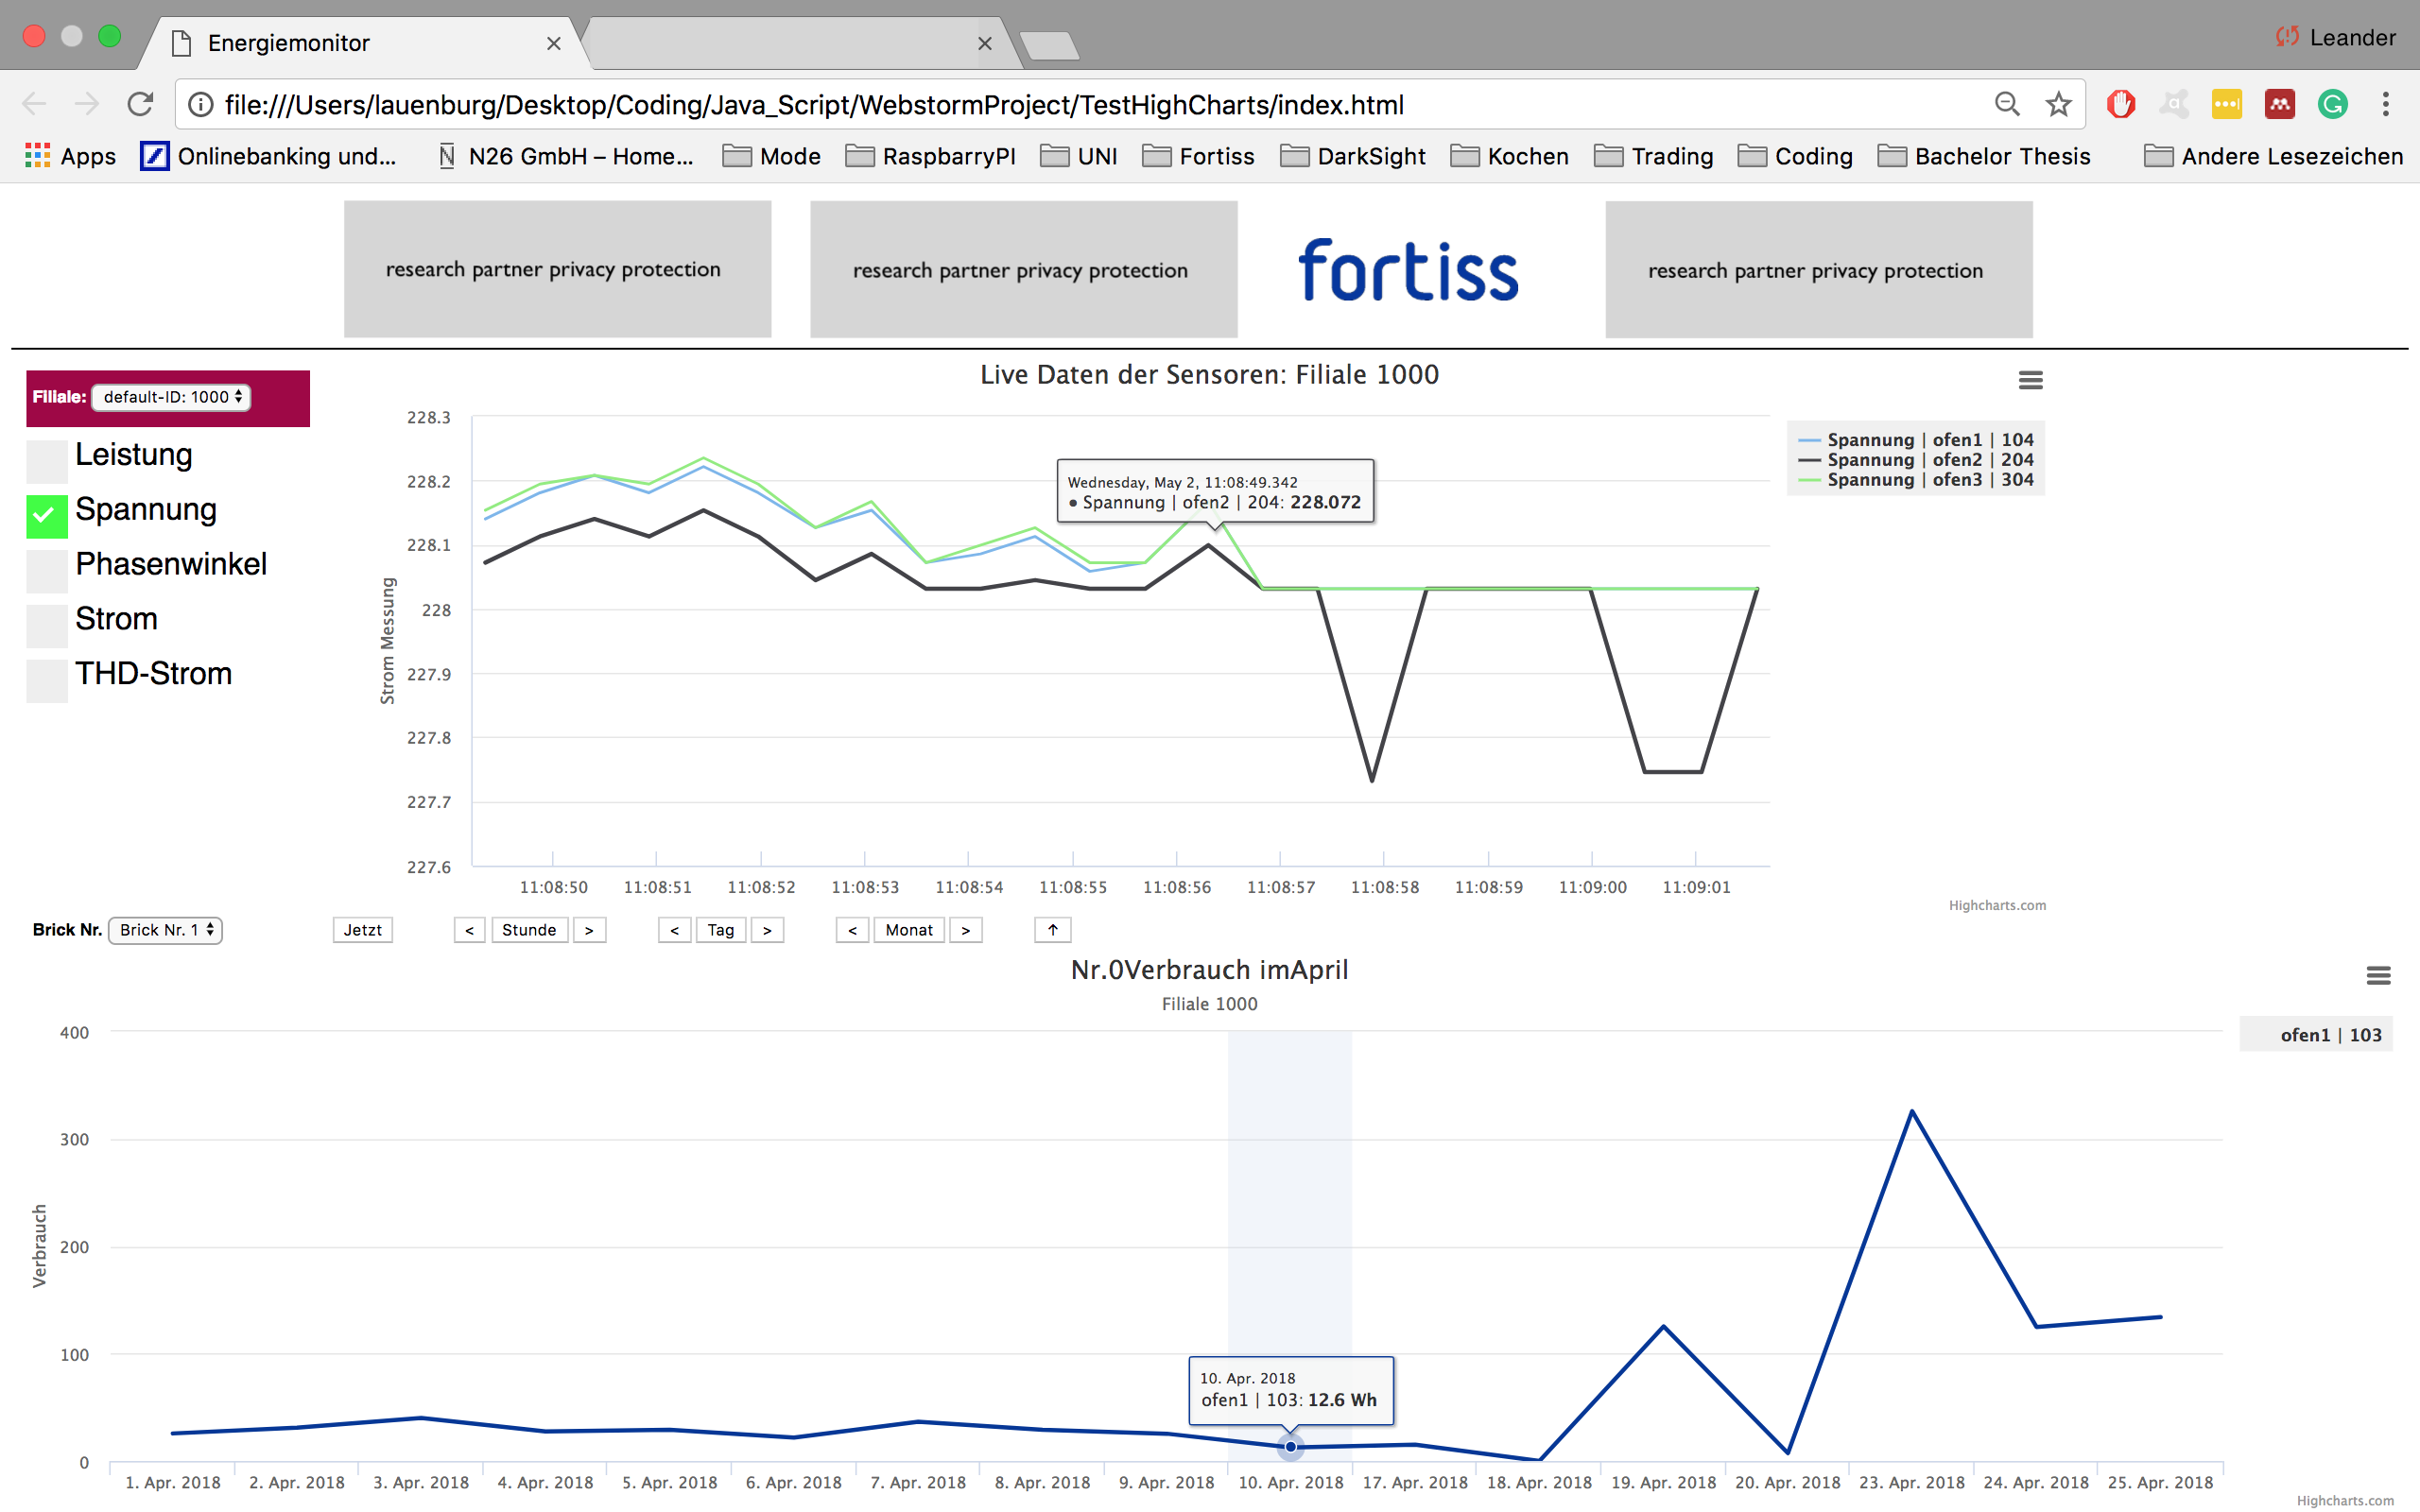 Energiemonitor
Leander
file:///Users/lauenburg/Desktop/Coding/Java_Script/WebstormProject/TestHighCharts/index.html
Apps Onlinebanking und... N26 GmbH – Home... Mode RaspbarryPI UNI Fortiss DarkSight Kochen Trading Coding Bachelor Thesis Andere Lesezeichen
research partner privacy protection
research partner privacy protection
fortiss
research partner privacy protection
Filiale: default-ID: 1000
Leistung
Spannung
Phasenwinkel
Strom
THD-Strom
Live Daten der Sensoren: Filiale 1000
Strom Messung
228.3
228.2
228.1
228
227.9
227.8
227.7
227.6
Wednesday, May 2, 11:08:49.342
● Spannung | ofen2 | 204: 228.072
Spannung | ofen1 | 104
Spannung | ofen2 | 204
Spannung | ofen3 | 304
11:08:50 11:08:51 11:08:52 11:08:53 11:08:54 11:08:55 11:08:56 11:08:57 11:08:58 11:08:59 11:09:00 11:09:01
Highcharts.com
Brick Nr. Brick Nr. 1 Jetzt < Stunde > < Tag > < Monat > ↑
Nr.0Verbrauch imApril
Filiale 1000
ofen1 | 103
Verbrauch
400
300
200
100
0
10. Apr. 2018
ofen1 | 103: 12.6 Wh
1. Apr. 2018 2. Apr. 2018 3. Apr. 2018 4. Apr. 2018 5. Apr. 2018 6. Apr. 2018 7. Apr. 2018 8. Apr. 2018 9. Apr. 2018 10. Apr. 2018 17. Apr. 2018 18. Apr. 2018 19. Apr. 2018 20. Apr. 2018 23. Apr. 2018 24. Apr. 2018 25. Apr. 2018
Highcharts.com